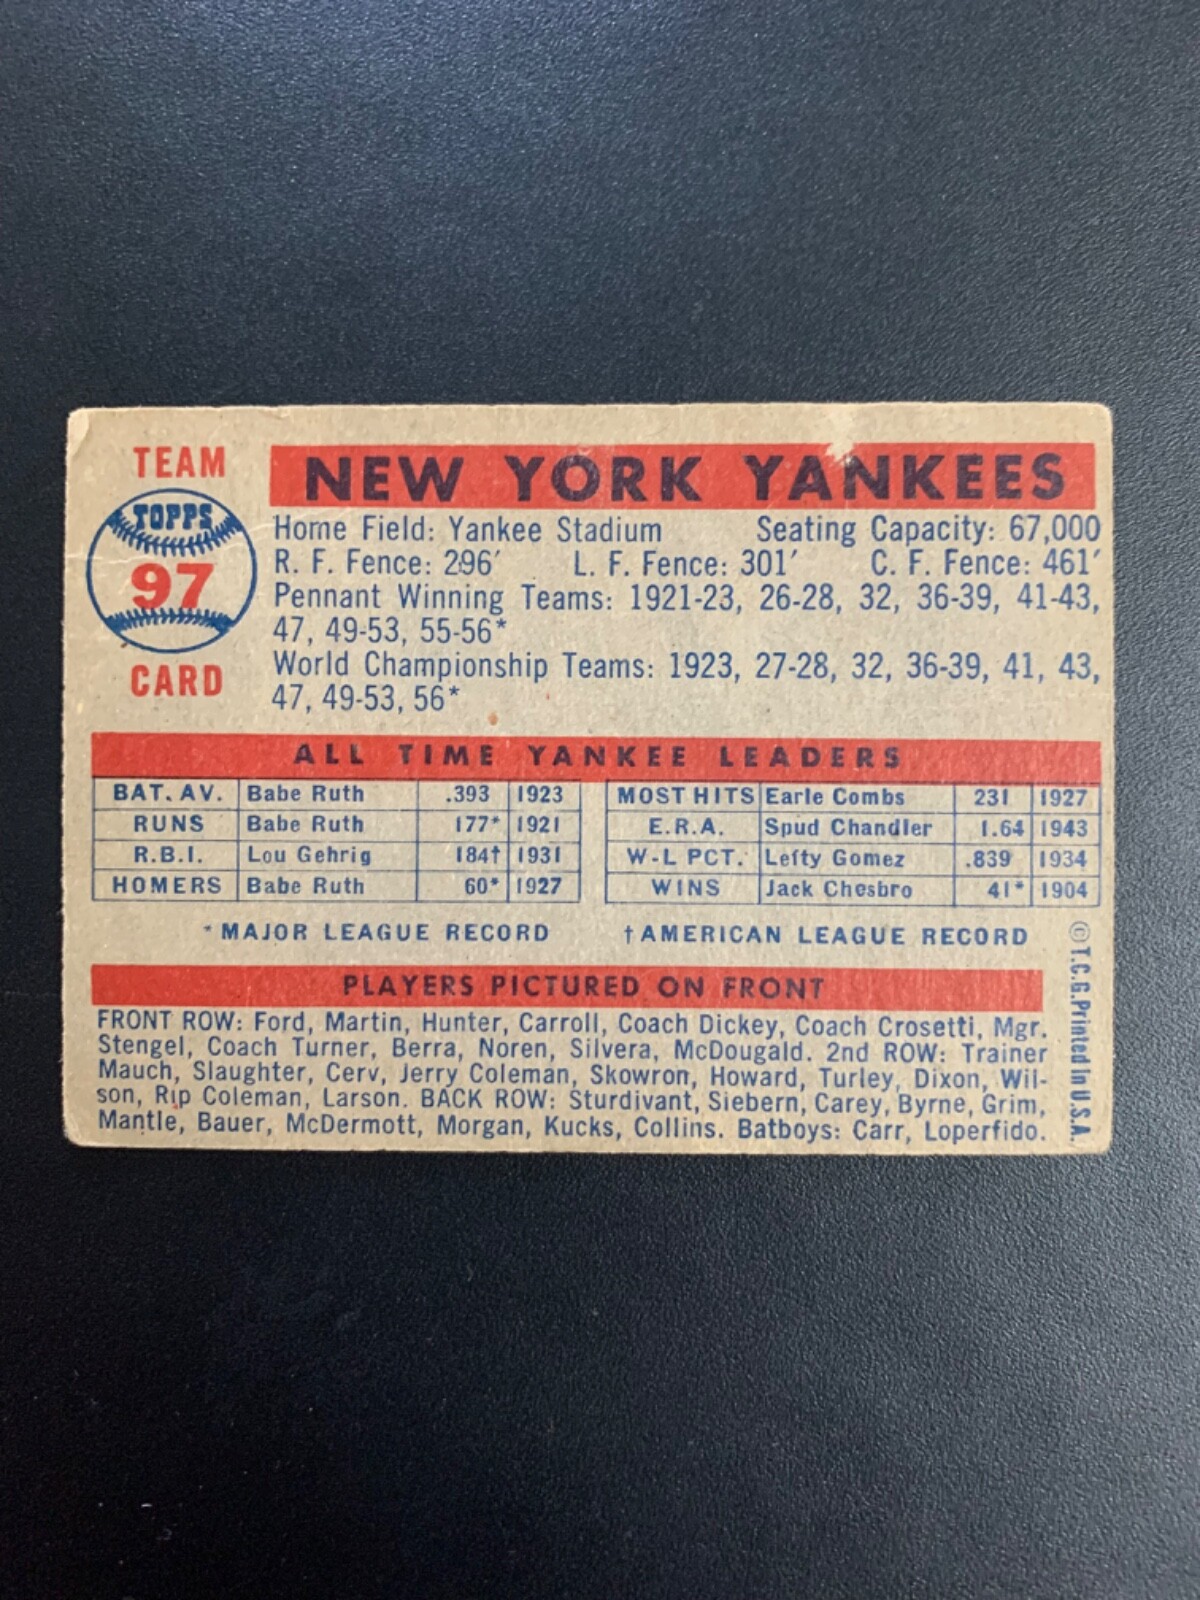 TEAM
TOPPS
97
CARD
NEW YORK YANKEES
Home Field: Yankee Stadium Seating Capacity: 67,000
R. F. Fence: 296′ L. F. Fence: 301′ C. F. Fence: 461′
Pennant Winning Teams: 1921-23, 26-28, 32, 36-39, 41-43,
47, 49-53, 55-56*
World Championship Teams: 1923, 27-28, 32, 36-39, 41, 43,
47, 49-53, 56*
ALL TIME YANKEE LEADERS
BAT. AV. Babe Ruth .393 1923 MOST HITS Earle Combs 231 1927
RUNS Babe Ruth 177* 1921 E.R.A. Spud Chandler 1.64 1943
R.B.I. Lou Gehrig 184† 1931 W-L PCT. Lefty Gomez .839 1934
HOMERS Babe Ruth 60* 1927 WINS Jack Chesbro 41* 1904
*MAJOR LEAGUE RECORD †AMERICAN LEAGUE RECORD
PLAYERS PICTURED ON FRONT
FRONT ROW: Ford, Martin, Hunter, Carroll, Coach Dickey, Coach Crosetti, Mgr.
Stengel, Coach Turner, Berra, Noren, Silvera, McDougald. 2nd ROW: Trainer
Mauch, Slaughter, Cerv, Jerry Coleman, Skowron, Howard, Turley, Dixon, Wil-
son, Rip Coleman, Larson. BACK ROW: Sturdivant, Siebern, Carey, Byrne, Grim,
Mantle, Bauer, McDermott, Morgan, Kucks, Collins. Batboys: Carr, Loperfido.
© T.C.G. Printed in U.S.A.